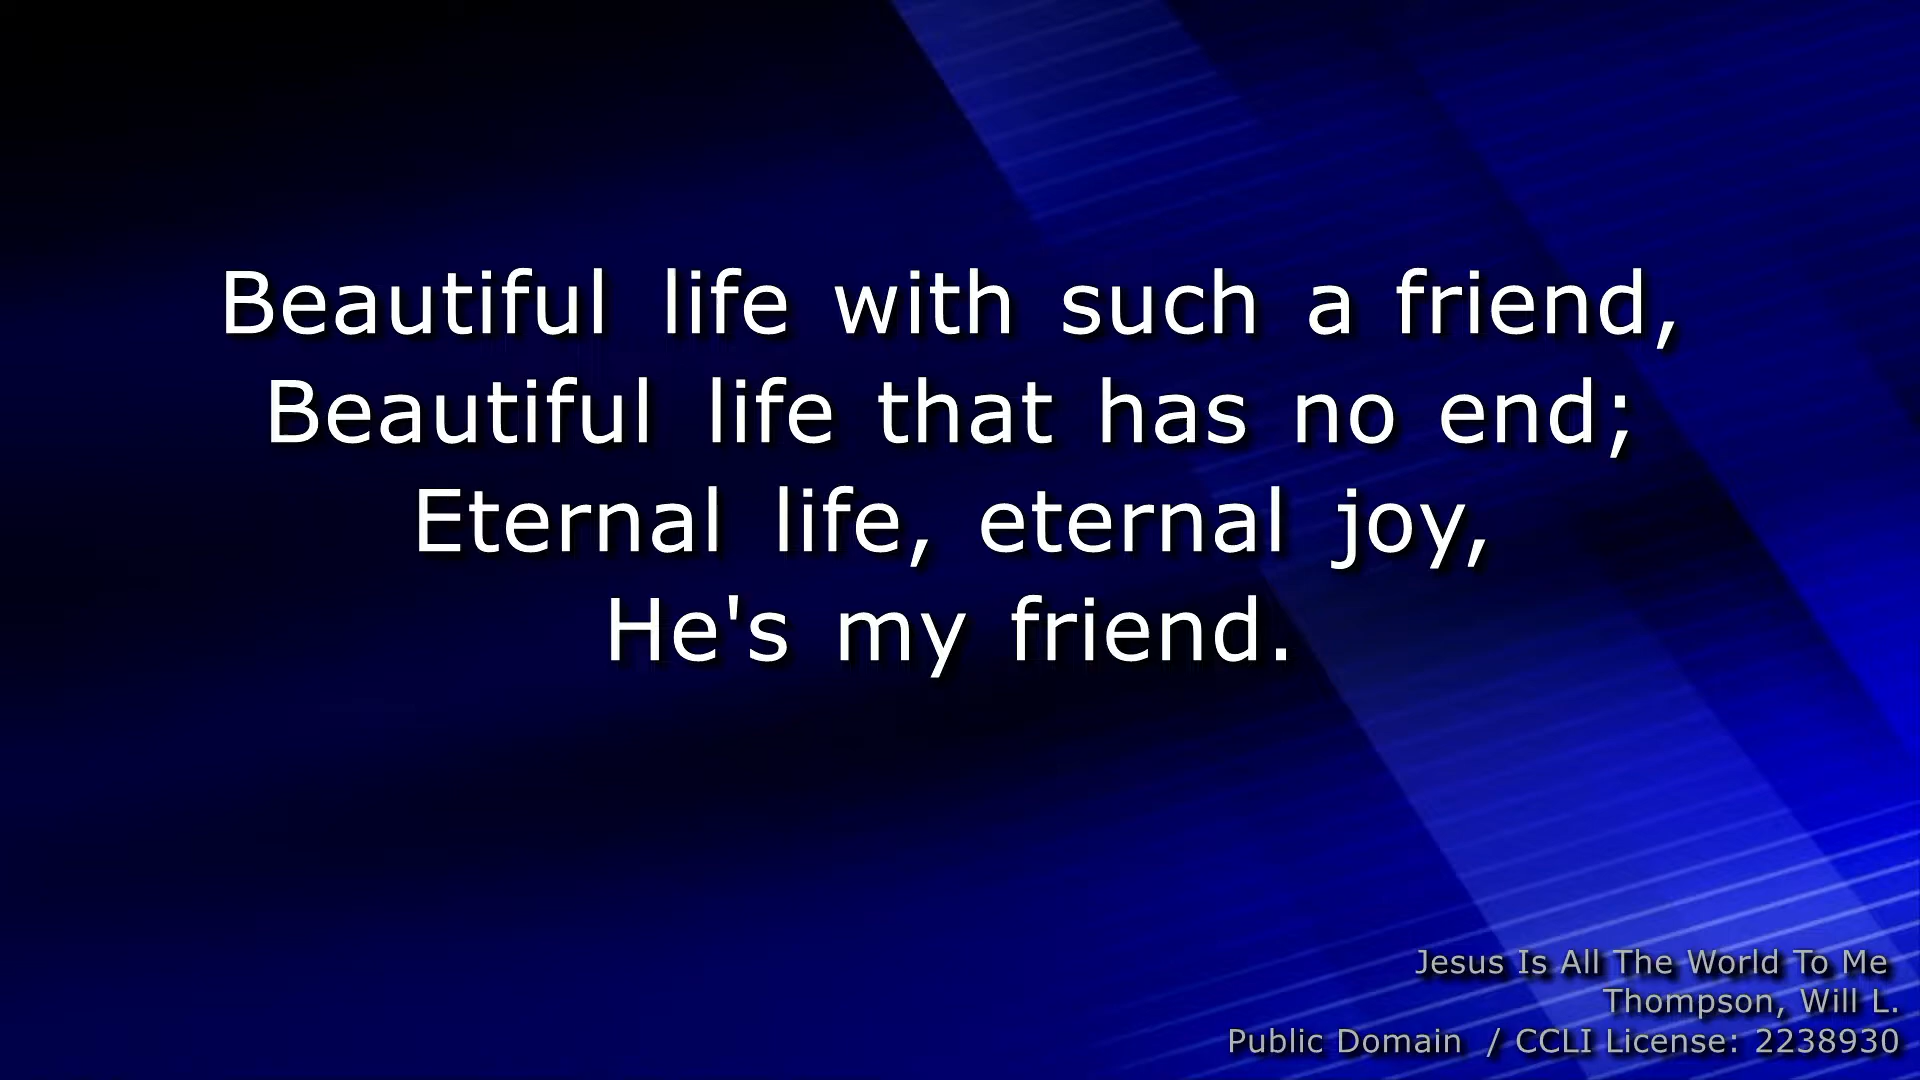 Beautiful life with such a friend,
Beautiful life that has no end;
Eternal life, eternal joy,
He's my friend.
Jesus Is All The World To Me
Thompson, Will L.
Public Domain / CCLI License: 2238930